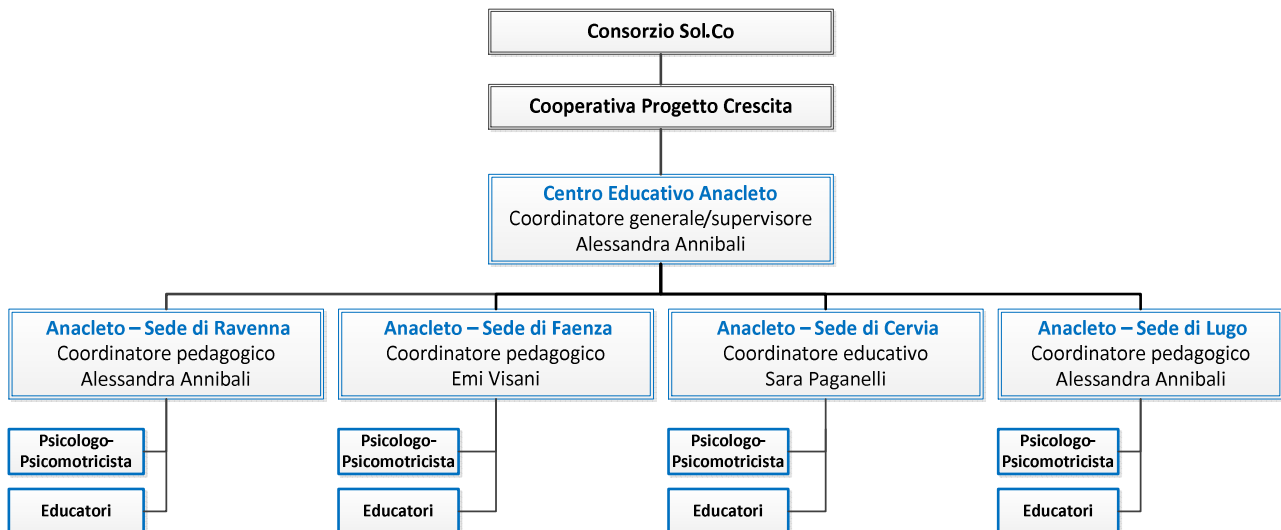 Consorzio Sol.Co
Cooperativa Progetto Crescita
Centro Educativo Anacleto
Coordinatore generale/supervisore
Alessandra Annibali
Anacleto – Sede di Ravenna
Coordinatore pedagogico
Alessandra Annibali
Anacleto – Sede di Faenza
Coordinatore pedagogico
Emi Visani
Anacleto – Sede di Cervia
Coordinatore educativo
Sara Paganelli
Anacleto – Sede di Lugo
Coordinatore pedagogico
Alessandra Annibali
Psicologo-
Psicomotricista
Psicologo-
Psicomotricista
Psicologo-
Psicomotricista
Psicologo-
Psicomotricista
Educatori
Educatori
Educatori
Educatori